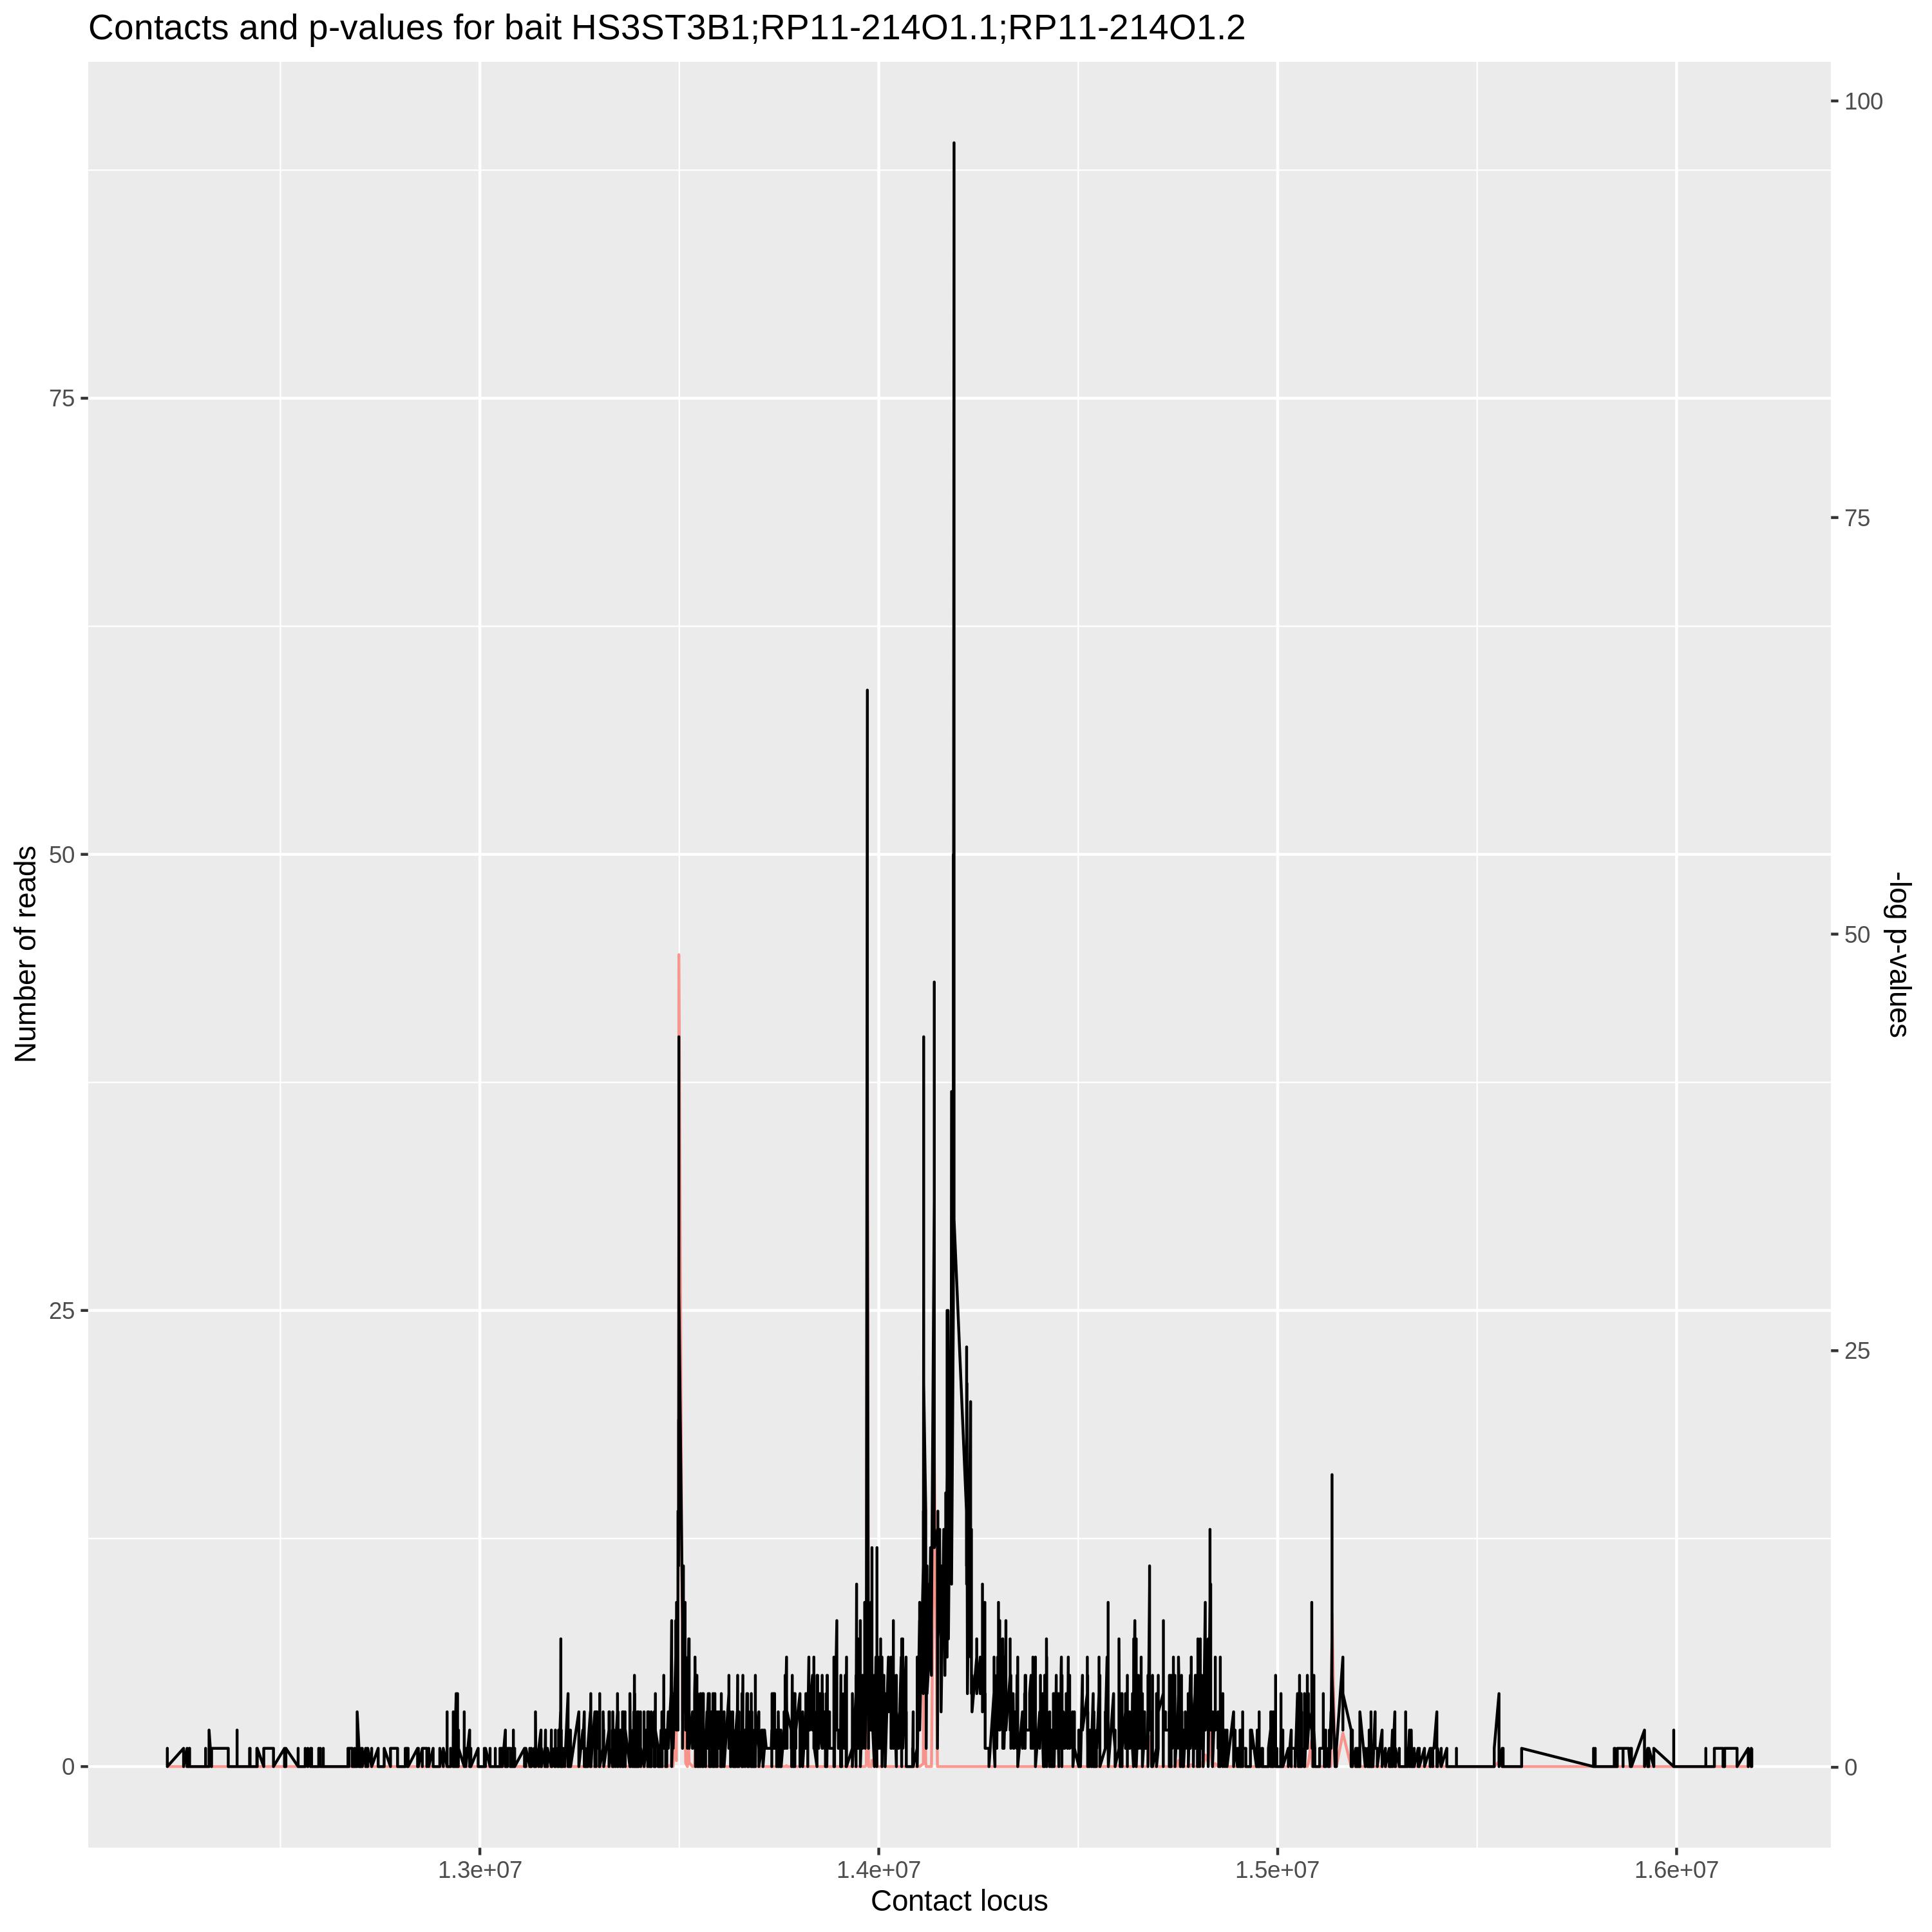 Contacts and p-values for bait HS3ST3B1;RP11-214O1.1;RP11-214O1.2
Number of reads
75
50
25
0
100
75
50
25
0
-log p-values
1.3e+07
1.4e+07
1.5e+07
1.6e+07
Contact locus